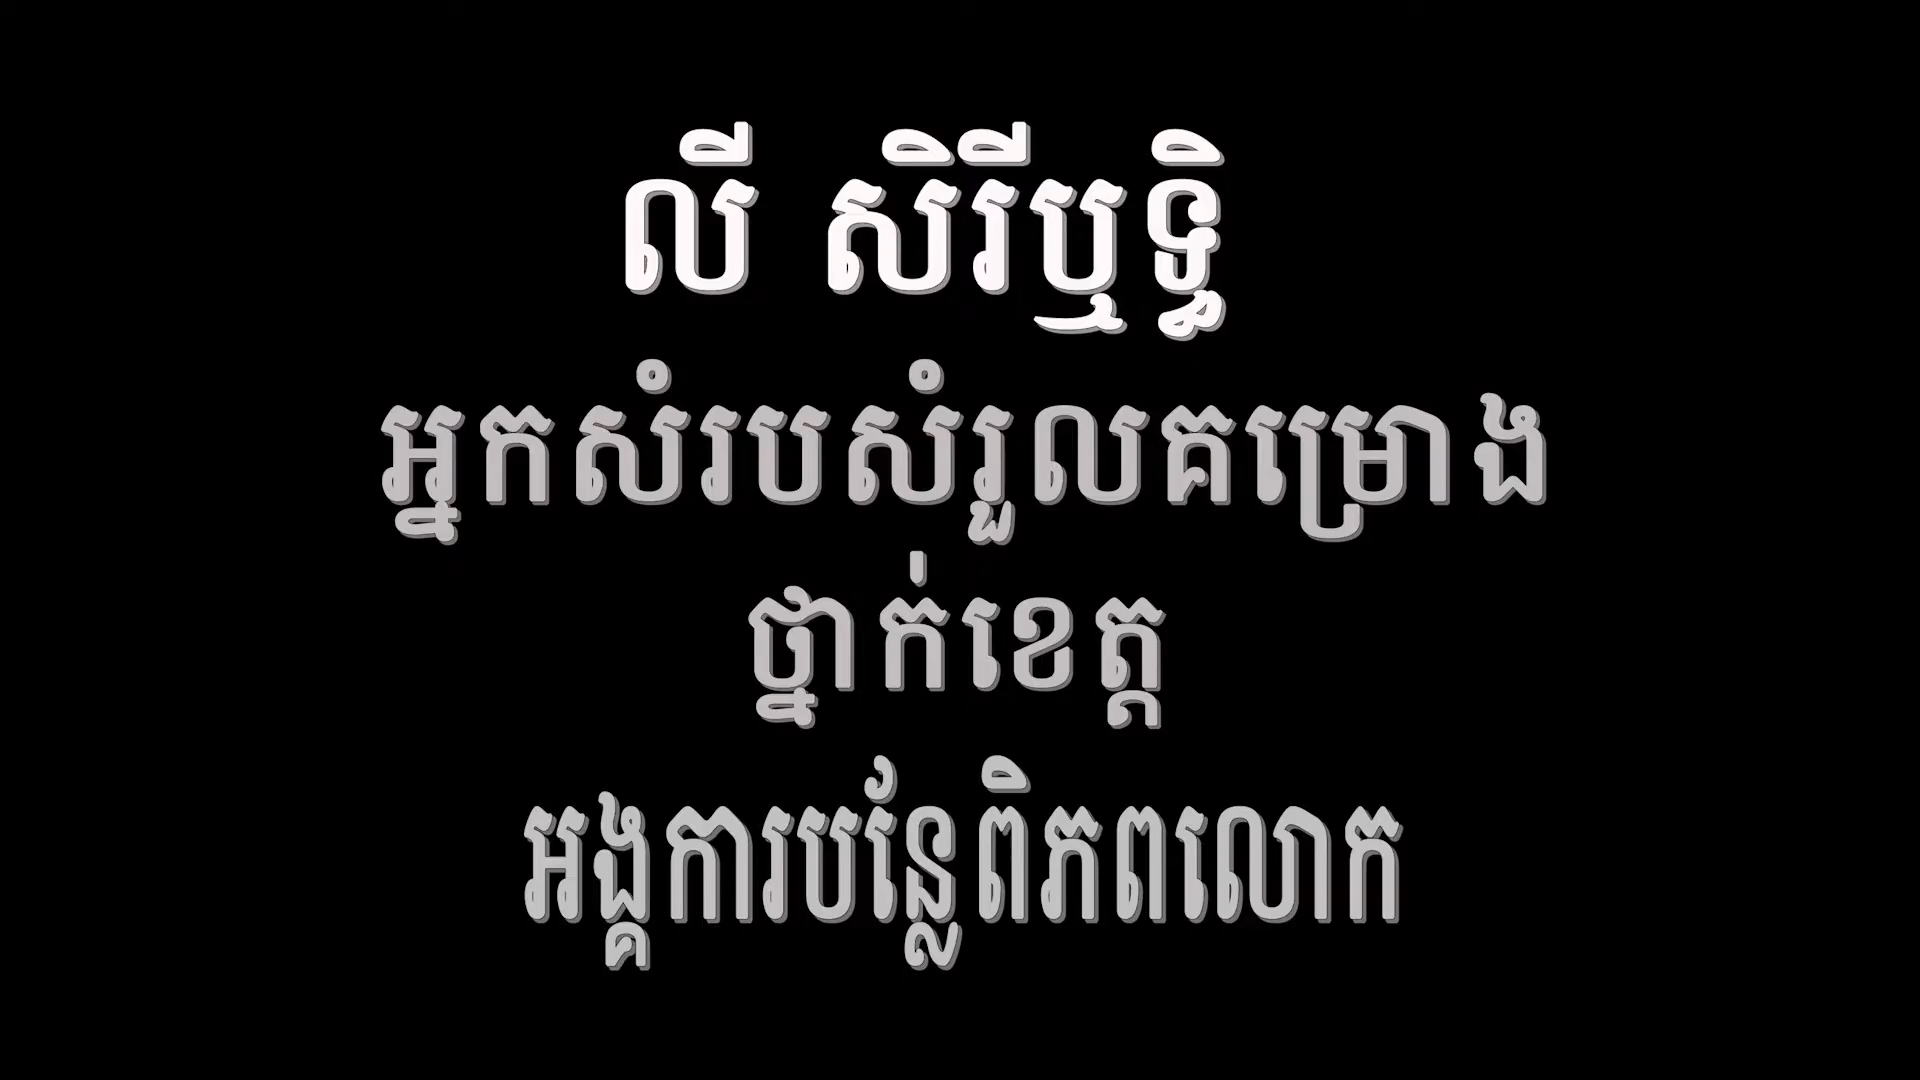 លី សិរីឬទ្ធិ
អ្នកសំរបសំរួលគម្រោង
ថ្នាក់ខេត្ត
អង្គការបន្លែពិភពលោក